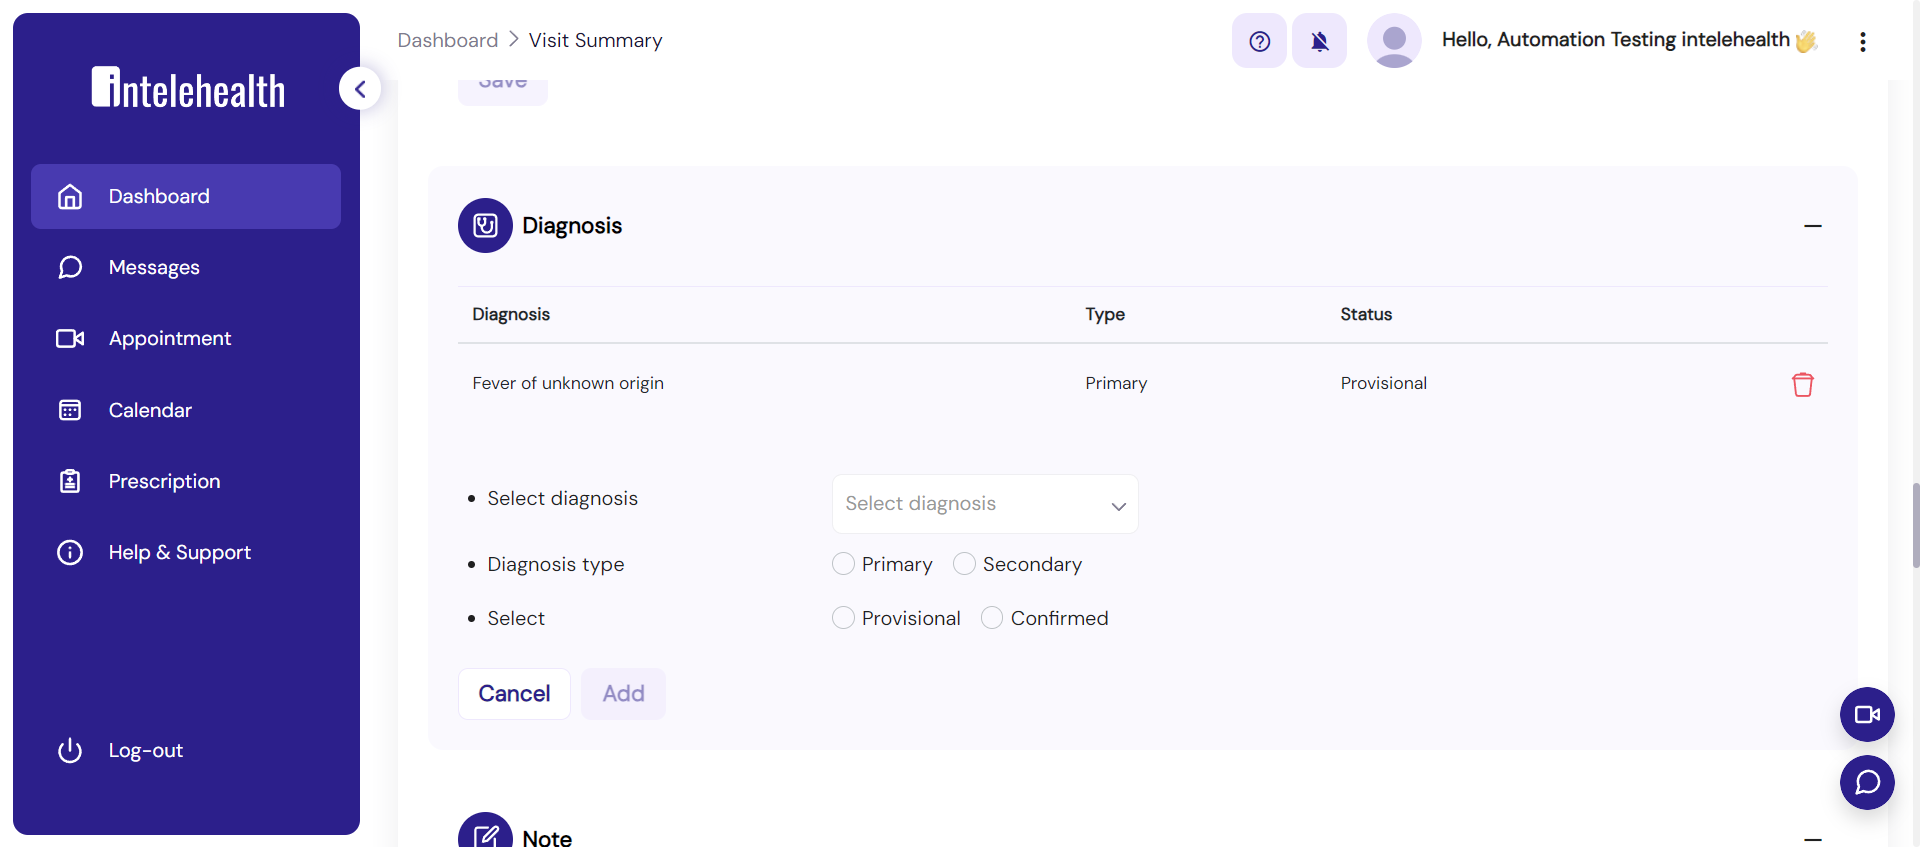 intelehealth
Dashboard
Messages
Appointment
Calendar
Prescription
Help & Support
Log-out
Dashboard > Visit Summary
Hello, Automation Testing intelehealth 👋
Save
Diagnosis
Diagnosis Type Status
Fever of unknown origin Primary Provisional
• Select diagnosis Select diagnosis
• Diagnosis type Primary Secondary
• Select Provisional Confirmed
Cancel Add
Note